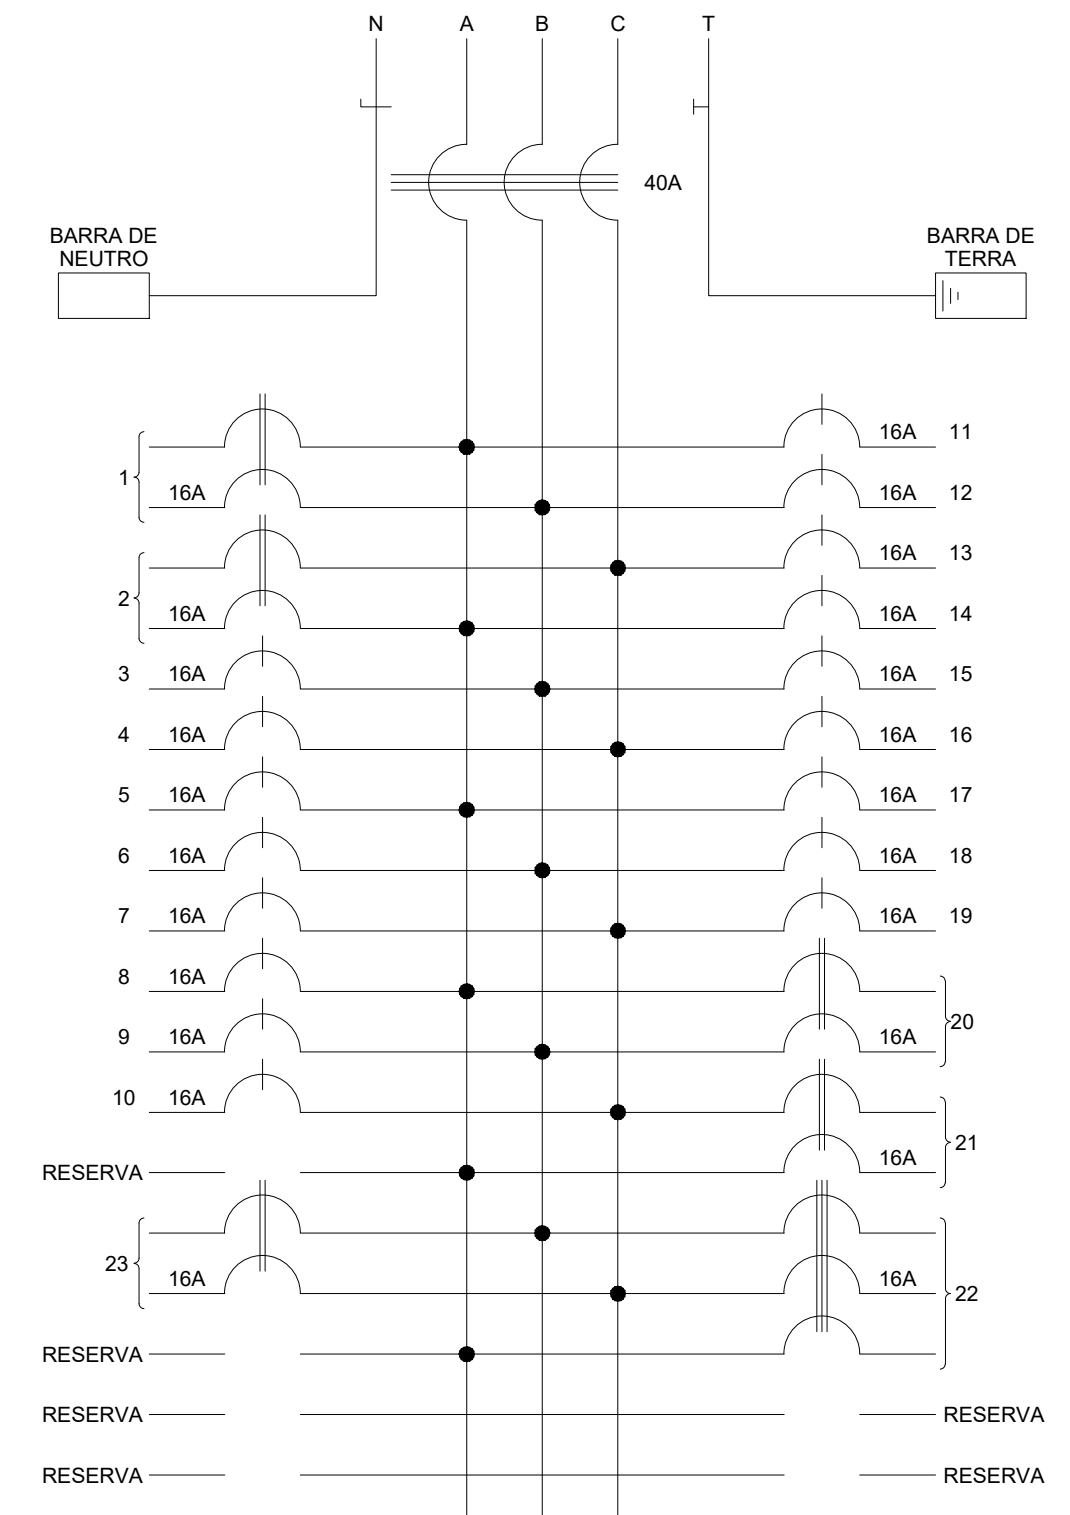 N A B C T
40A
BARRA DE
NEUTRO
BARRA DE
TERRA
16A 11
1
16A 16A 12
16A 13
2
16A 16A 14
3 16A 16A 15
4 16A 16A 16
5 16A 16A 17
6 16A 16A 18
7 16A 16A 19
8 16A
20
9 16A 16A
10 16A
21
RESERVA 16A
23
16A 16A 22
RESERVA
RESERVA RESERVA
RESERVA RESERVA